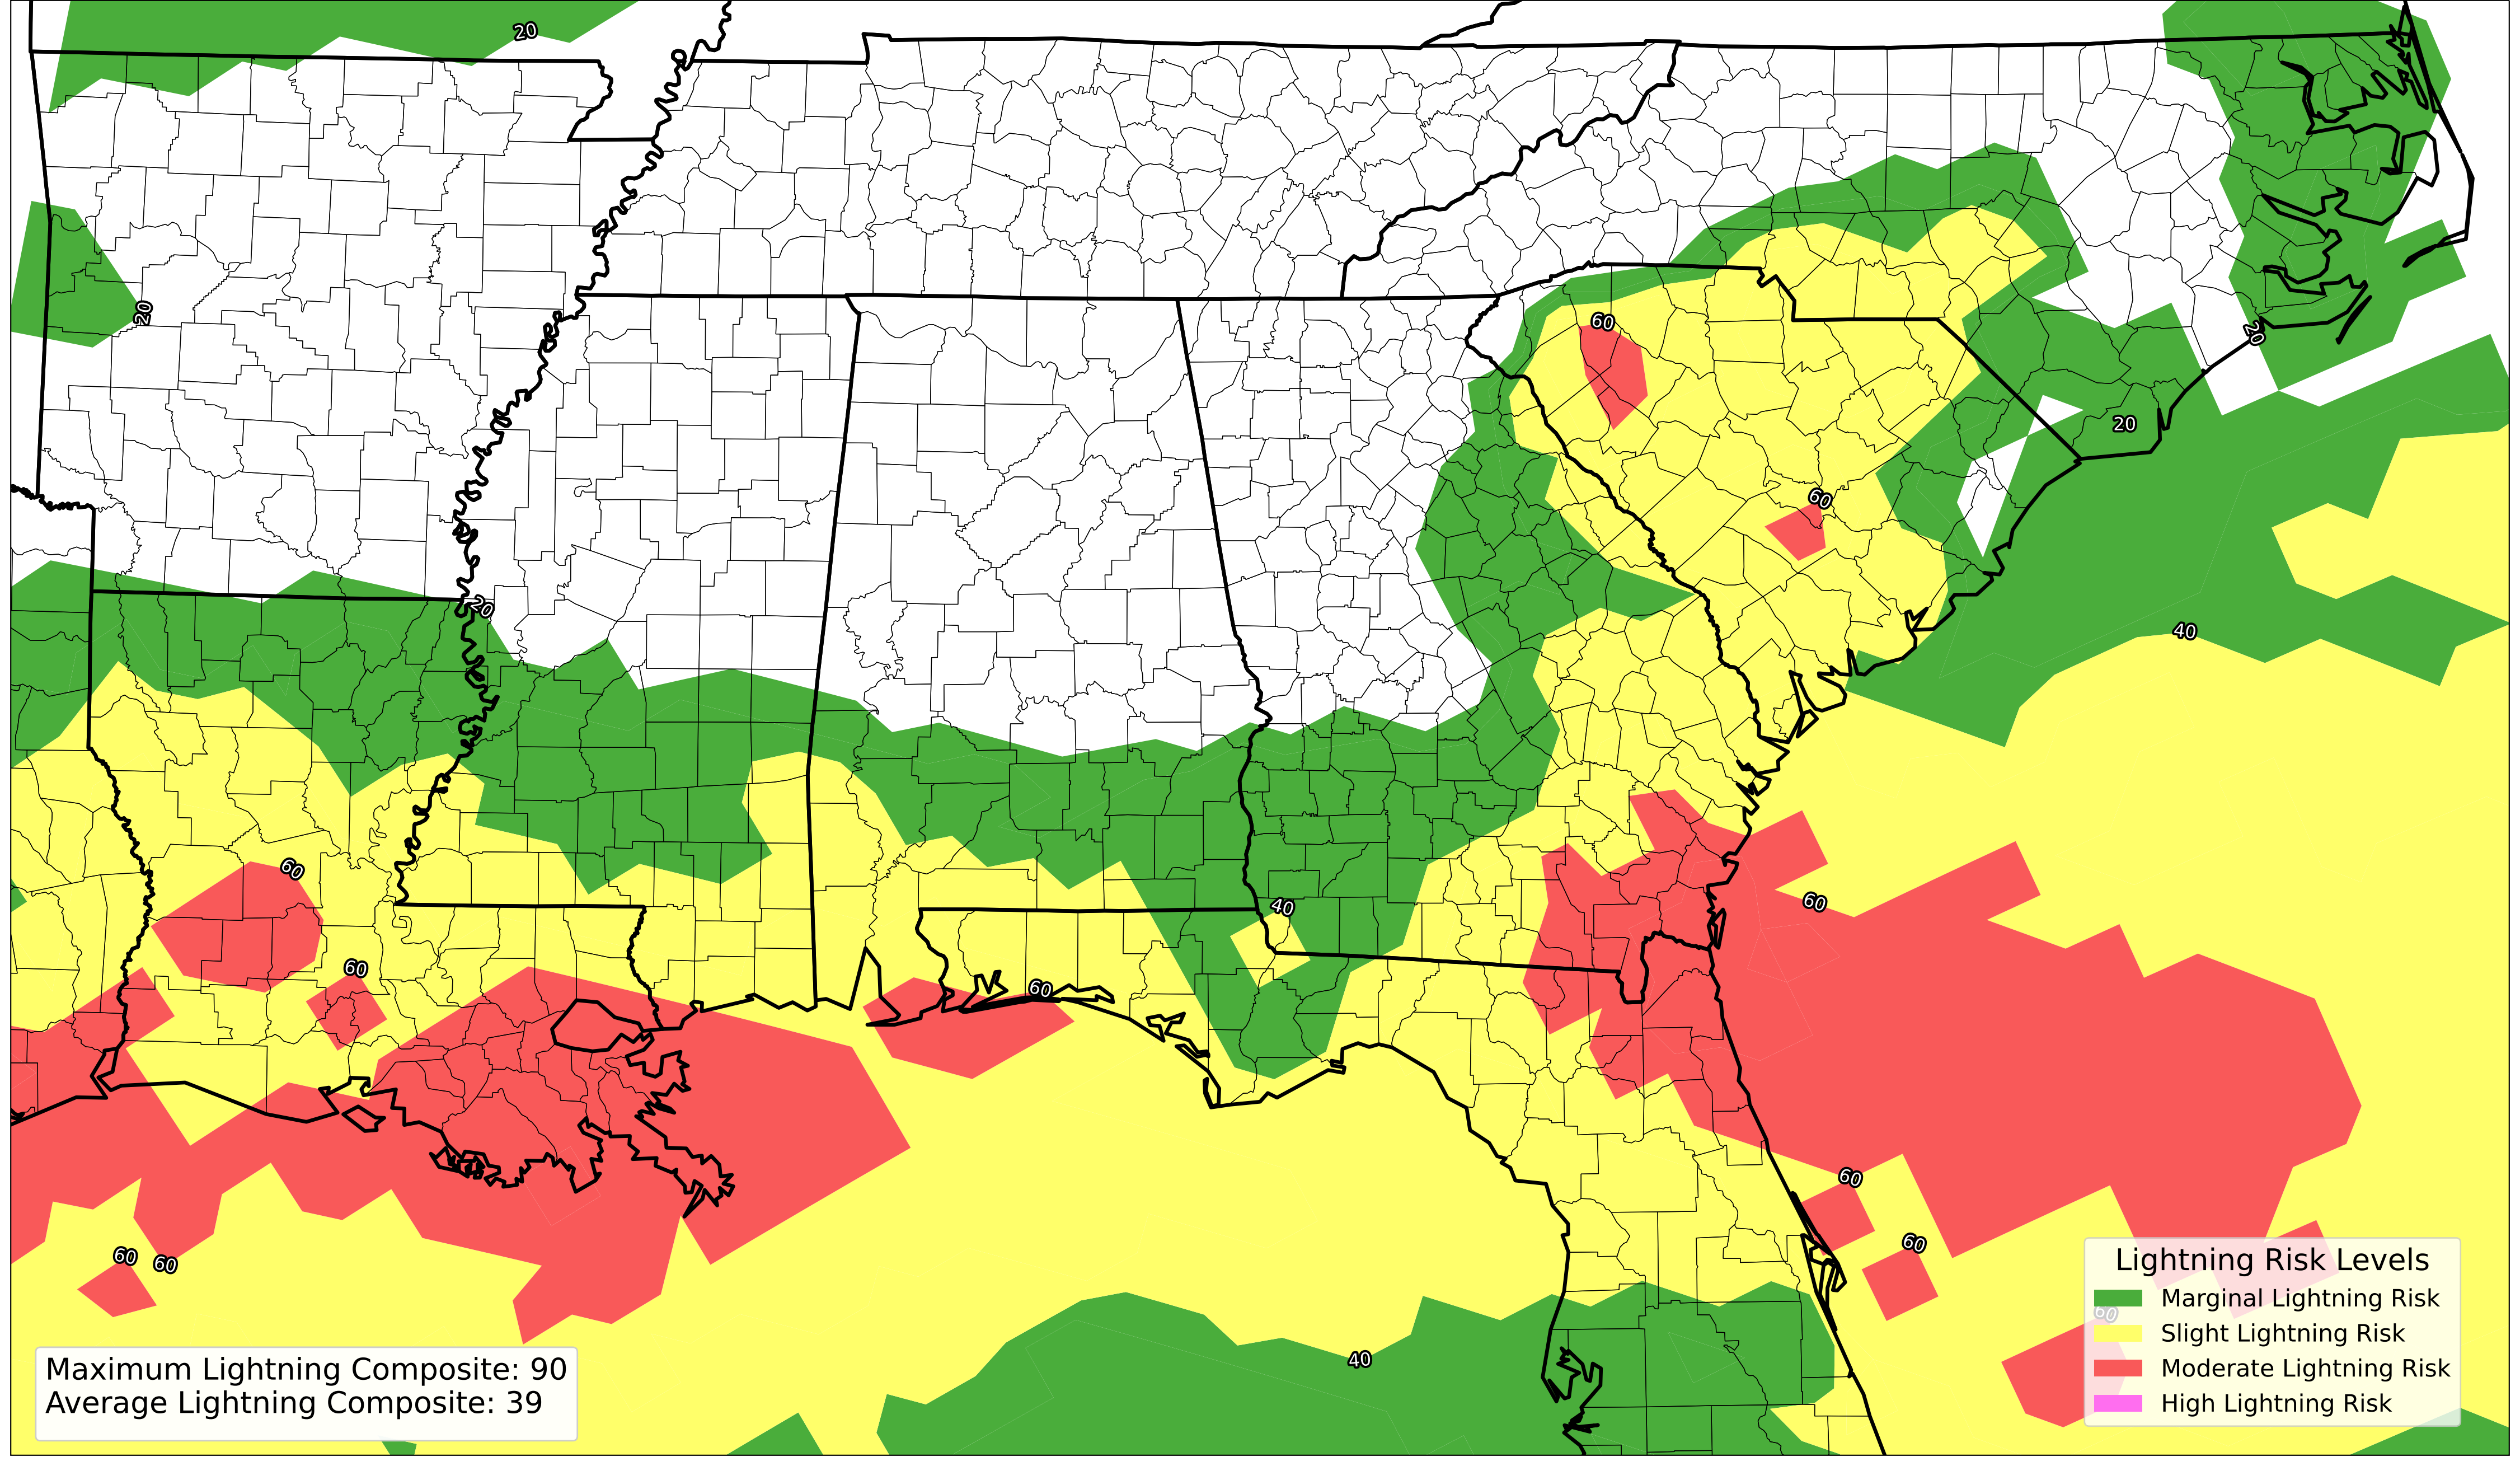 20
20
60
20
20
60
20
40
60
60
40
60
60
60
60
60
60
60
40
Lightning Risk Levels
Marginal Lightning Risk
60
Slight Lightning Risk
Moderate Lightning Risk
High Lightning Risk
Maximum Lightning Composite: 90
Average Lightning Composite: 39